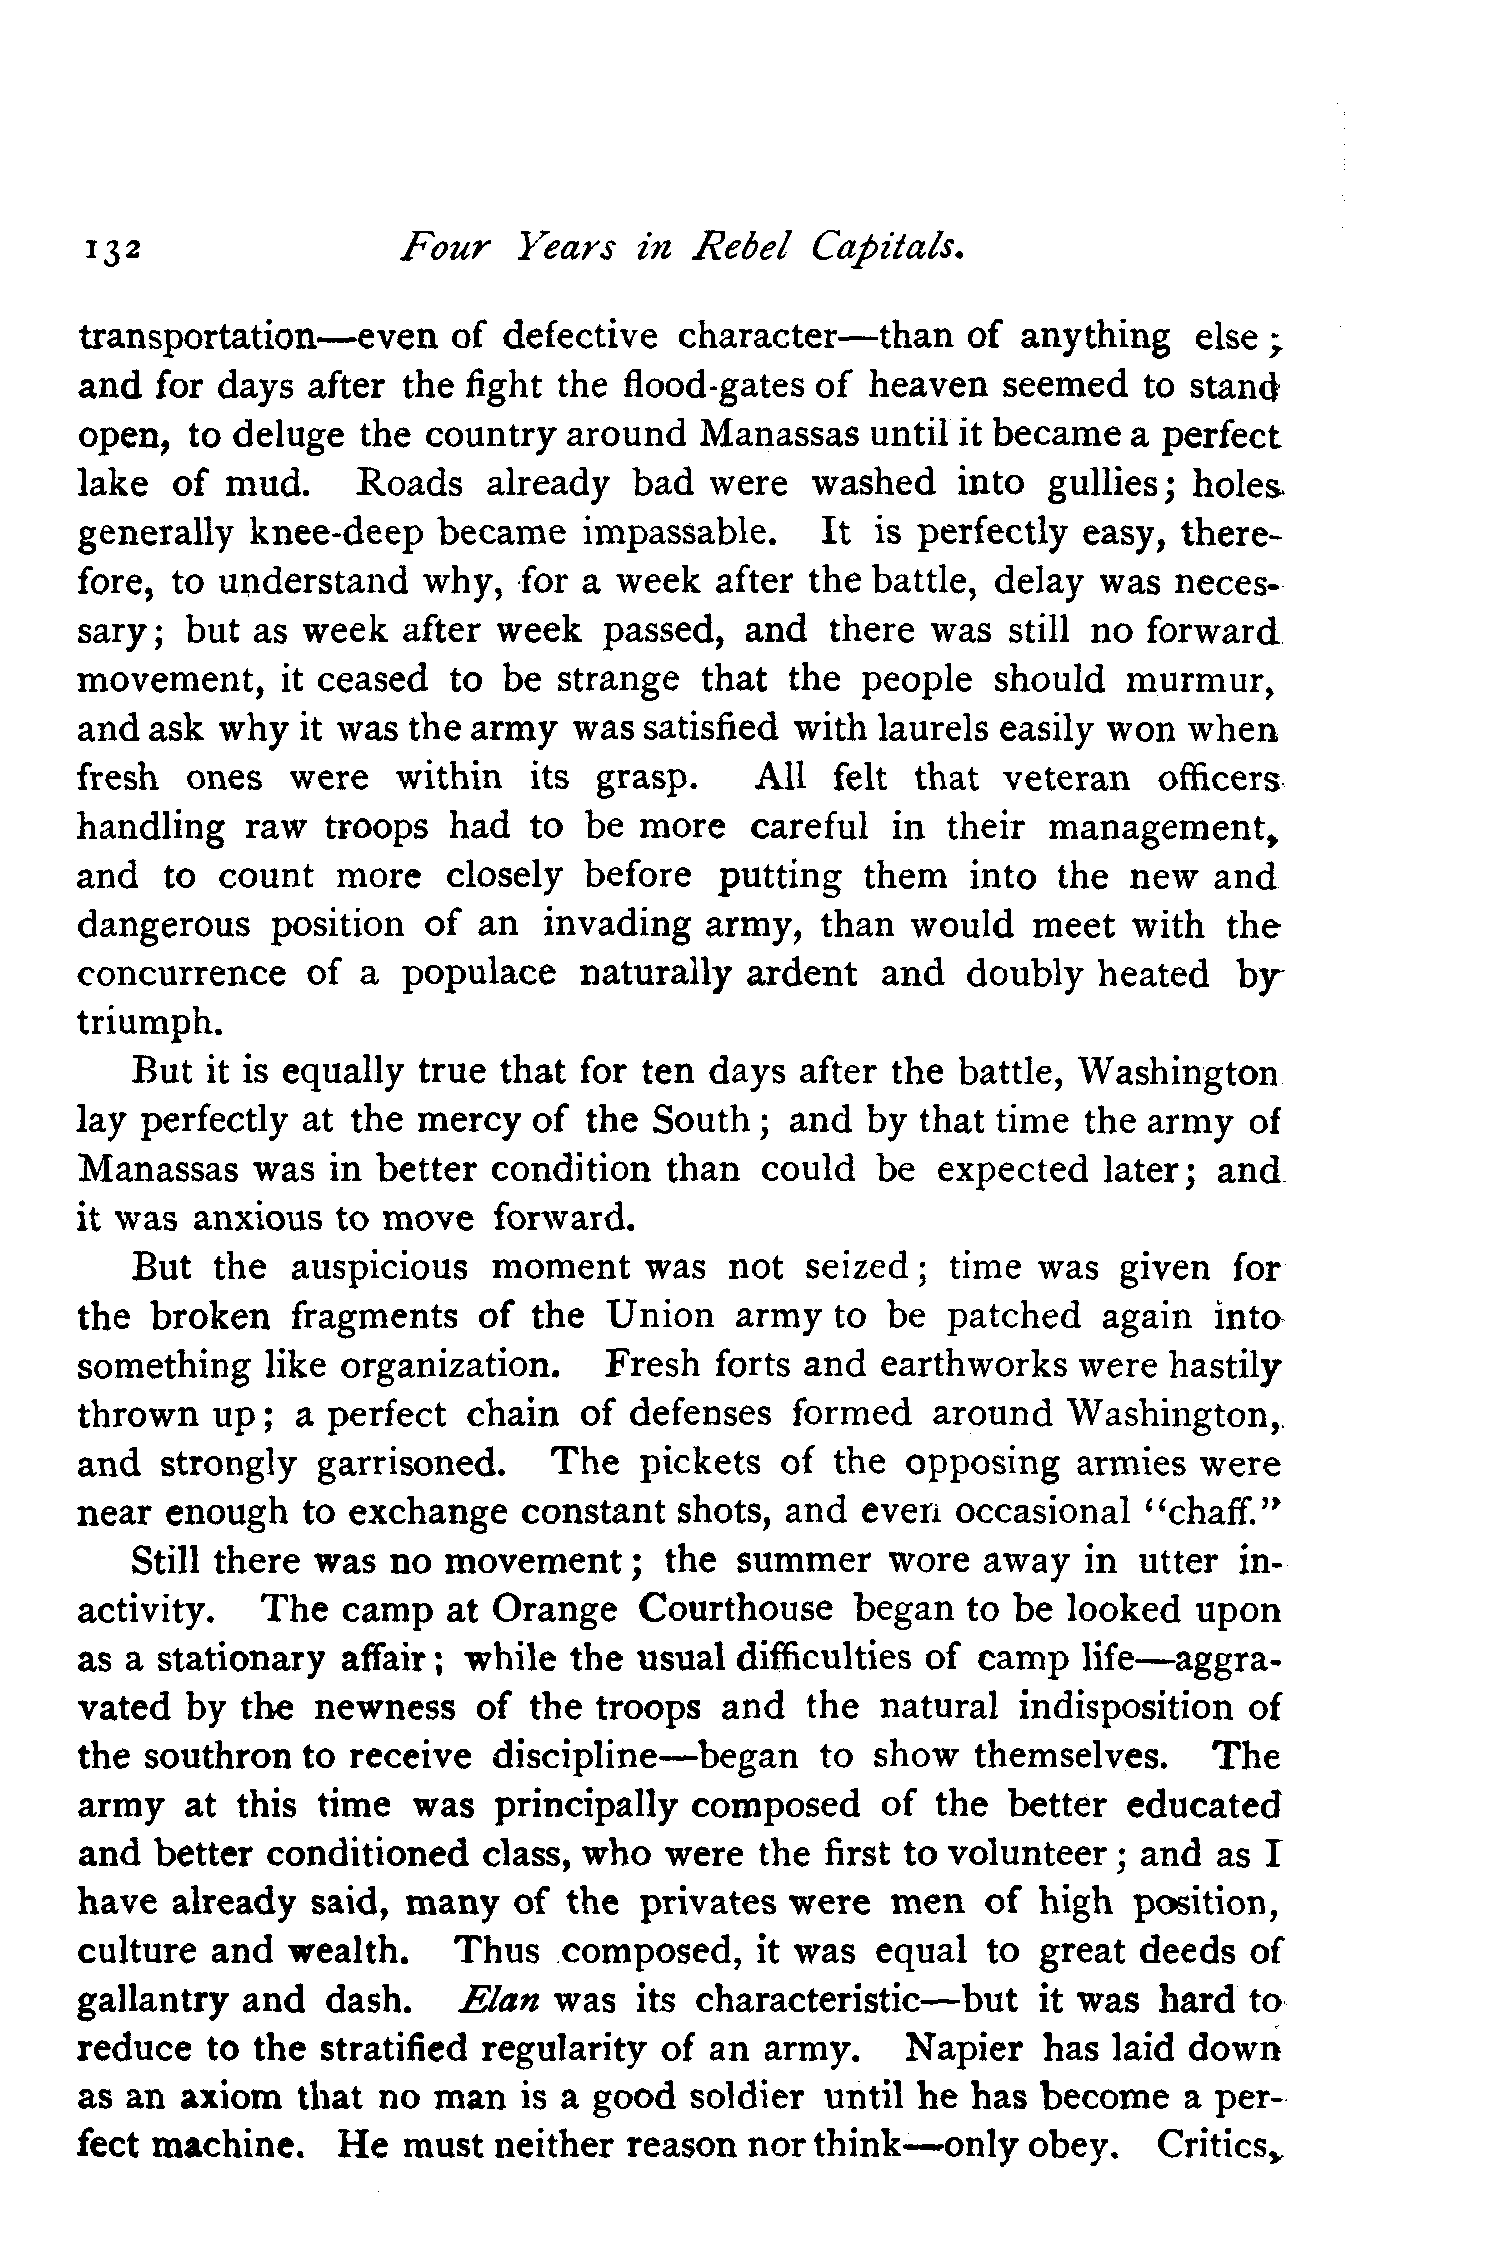 132 Four Years in Rebel Capitals.
transportation—even of defective character—than of anything else;
and for days after the fight the flood-gates of heaven seemed to stand
open, to deluge the country around Manassas until it became a perfect
lake of mud. Roads already bad were washed into gullies; holes
generally knee-deep became impassable. It is perfectly easy, there-
fore, to understand why, for a week after the battle, delay was neces-
sary; but as week after week passed, and there was still no forward
movement, it ceased to be strange that the people should murmur,
and ask why it was the army was satisfied with laurels easily won when
fresh ones were within its grasp. All felt that veteran officers
handling raw troops had to be more careful in their management,
and to count more closely before putting them into the new and
dangerous position of an invading army, than would meet with the
concurrence of a populace naturally ardent and doubly heated by
triumph.
But it is equally true that for ten days after the battle, Washington
lay perfectly at the mercy of the South; and by that time the army of
Manassas was in better condition than could be expected later; and
it was anxious to move forward.
But the auspicious moment was not seized; time was given for
the broken fragments of the Union army to be patched again into
something like organization. Fresh forts and earthworks were hastily
thrown up; a perfect chain of defenses formed around Washington,
and strongly garrisoned. The pickets of the opposing armies were
near enough to exchange constant shots, and even occasional "chaff."
Still there was no movement; the summer wore away in utter in-
activity. The camp at Orange Courthouse began to be looked upon
as a stationary affair; while the usual difficulties of camp life—aggra-
vated by the newness of the troops and the natural indisposition of
the southron to receive discipline—began to show themselves. The
army at this time was principally composed of the better educated
and better conditioned class, who were the first to volunteer; and as I
have already said, many of the privates were men of high position,
culture and wealth. Thus composed, it was equal to great deeds of
gallantry and dash. Elan was its characteristic—but it was hard to
reduce to the stratified regularity of an army. Napier has laid down
as an axiom that no man is a good soldier until he has become a per-
fect machine. He must neither reason nor think—only obey. Critics,